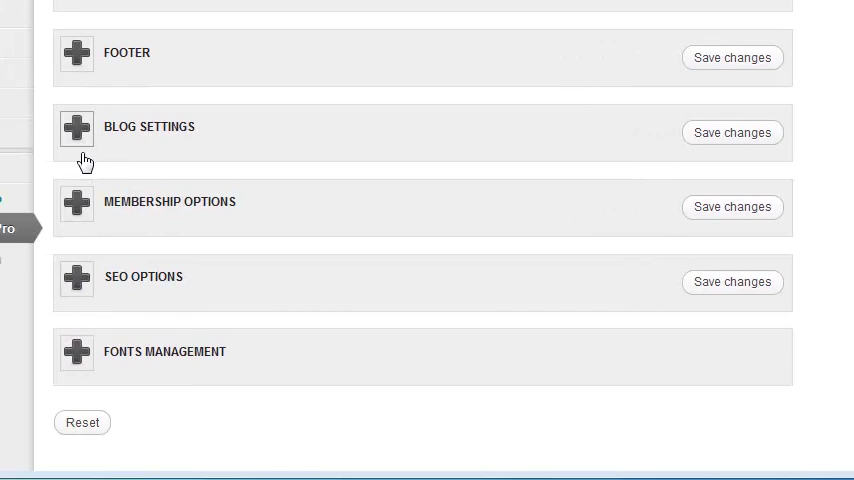 FOOTER
Save changes
BLOG SETTINGS
Save changes
MEMBERSHIP OPTIONS
Save changes
SEO OPTIONS
Save changes
FONTS MANAGEMENT
Reset